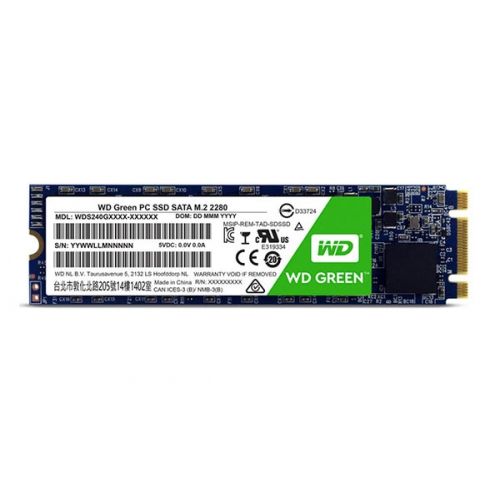 WD Green PC SSD SATA M.2 2280
MDL: WDS240GXXXX-XXXXXX
DOM: DD MMM YYYY
D33724
MSIP-REM-TAD-SDSSD
S/N: YYWWLLMNNNNN
5VDC: 0.0V 0.0A
E319334
20
WD
WD GREEN™
WD NL B.V. Taurusavenue 5, 2132 LS Hoofddorp NL
WARRANTY VOID IF REMOVED
台北市敦化北路205號14樓1402室
Made in China
R/N: XXXXXXXXX
CAN ICES-3 (B)/ NMB-3(B)